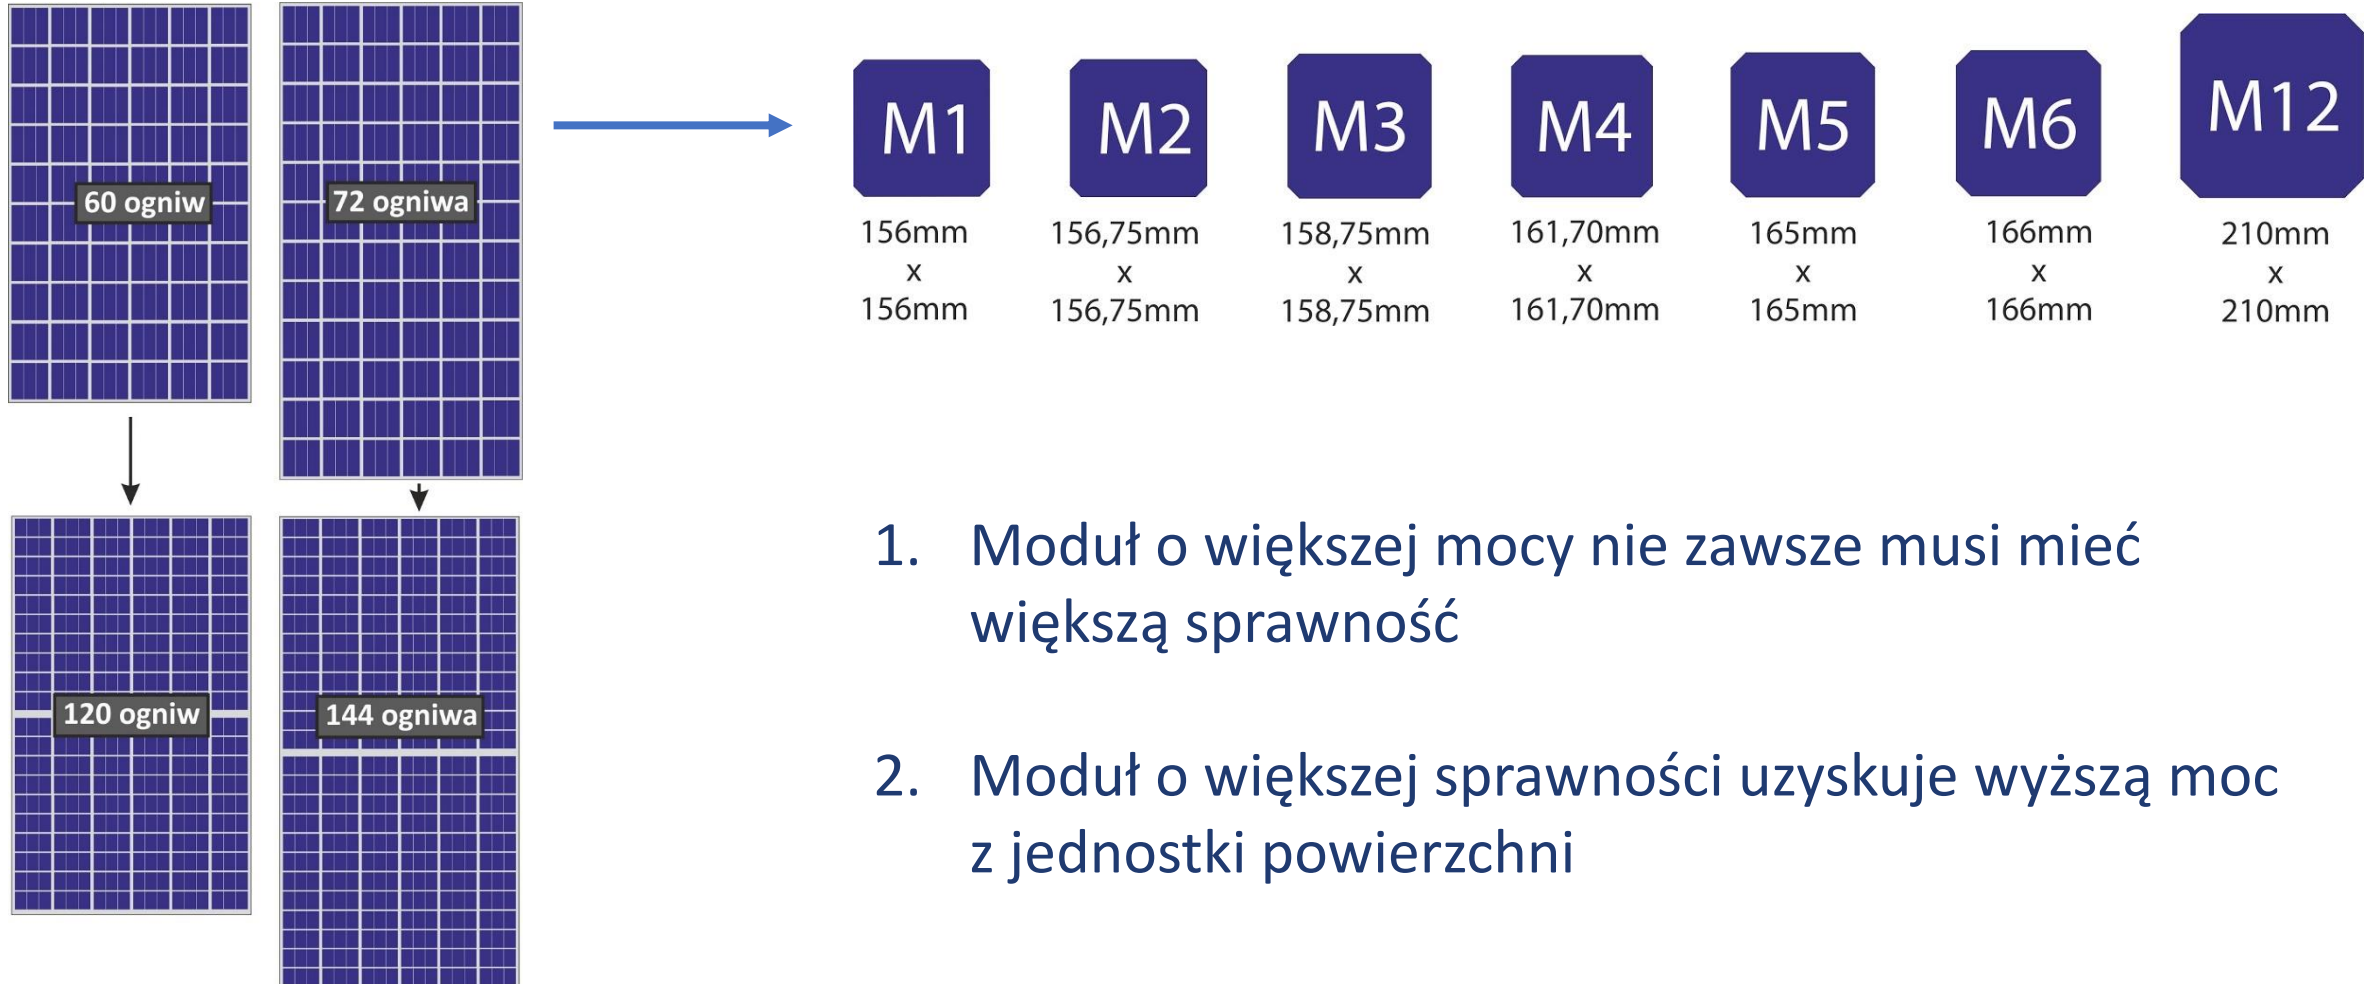 60 ogniw
72 ogniwa
120 ogniw
144 ogniwa
M1
M2
M3
M4
M5
M6
M12
156mm
x
156mm
156,75mm
x
156,75mm
158,75mm
x
158,75mm
161,70mm
x
161,70mm
165mm
x
165mm
166mm
x
166mm
210mm
x
210mm
1. Moduł o większej mocy nie zawsze musi mieć
większą sprawność
2. Moduł o większej sprawności uzyskuje wyższą moc
z jednostki powierzchni